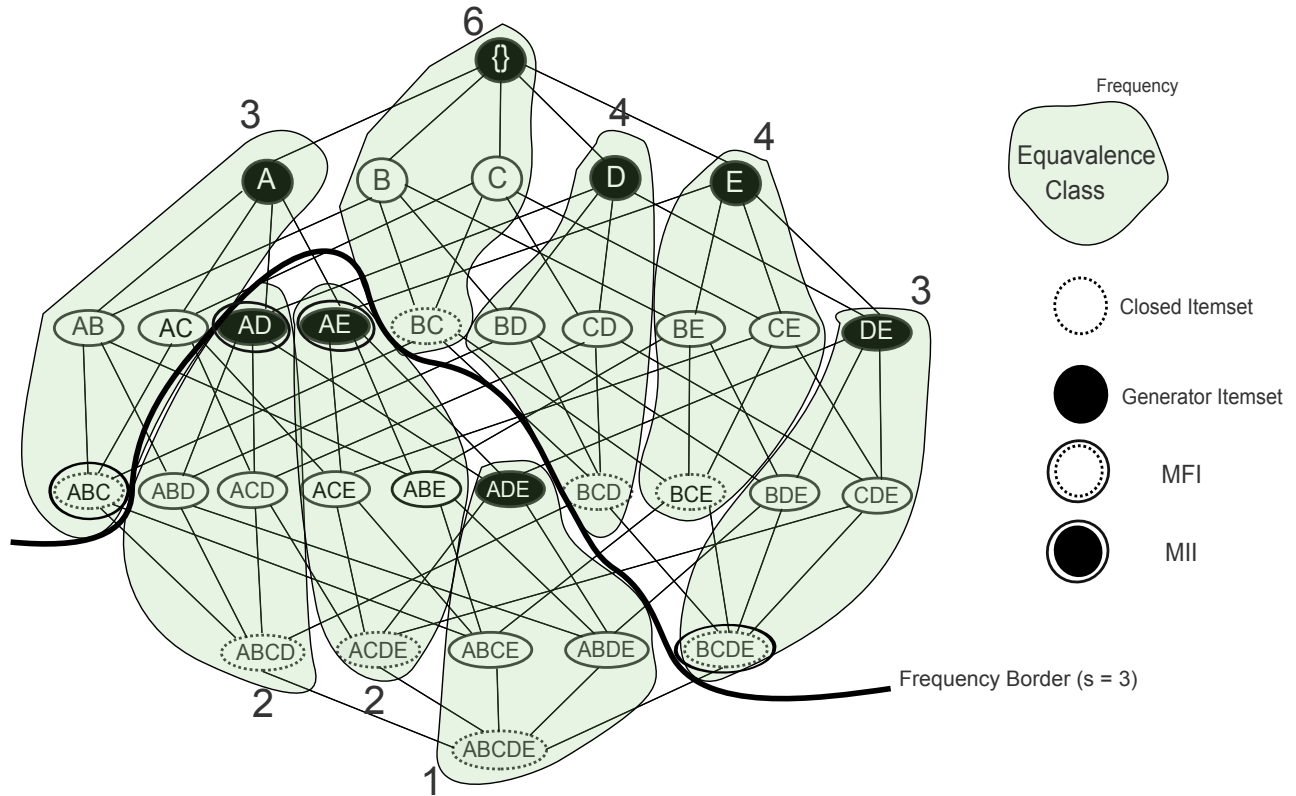 6
{}
Frequency
3
4
4
Equavalence
Class
A
B
C
D
E
3
AB
AC
AD
AE
BC
BD
CD
BE
CE
DE
Closed Itemset
Generator Itemset
ABC
ABD
ACD
ACE
ABE
ADE
BCD
BCE
BDE
CDE
MFI
MII
ABCD
ACDE
ABCE
ABDE
BCDE
Frequency Border (s = 3)
2
2
ABCDE
1